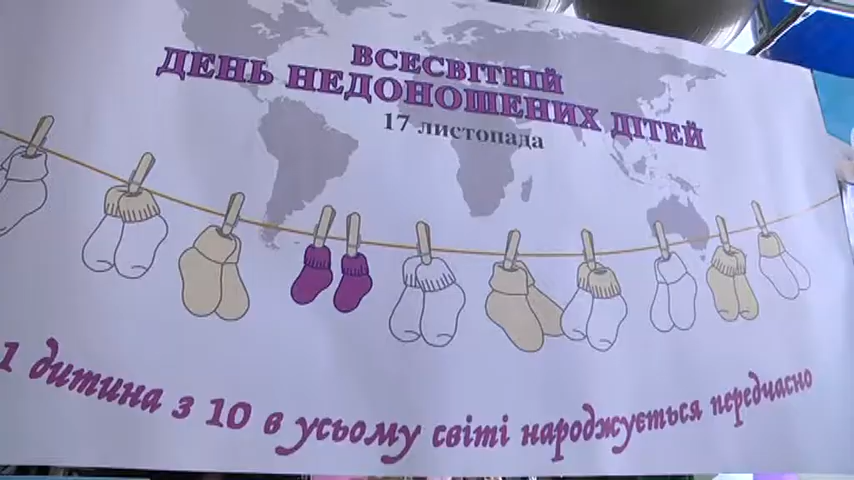 ВСЕСВІТНІЙ
ДЕНЬ НЕДОНОШЕНИХ ДІТЕЙ
17 листопада
1 дитина з 10 в усьому світі народжується передчасно